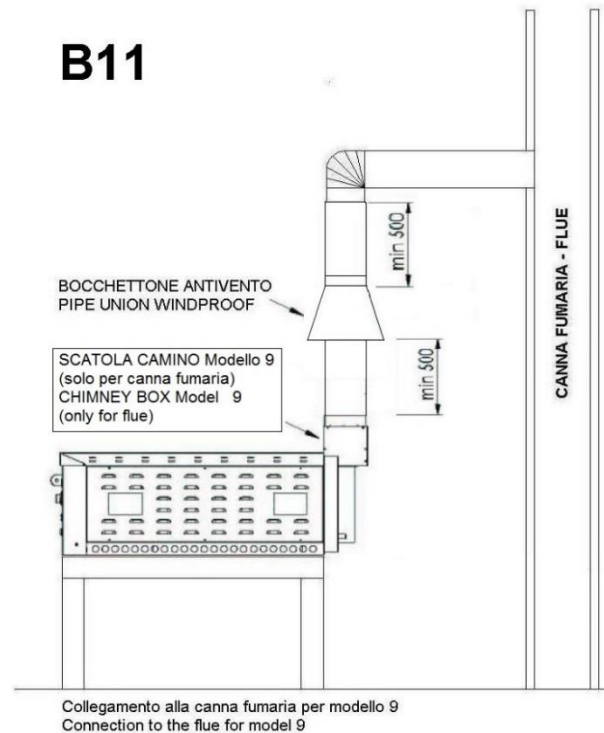 B11
min 500
BOCCHETTONE ANTIVENTO
PIPE UNION WINDPROOF
CANNA FUMARIA - FLUE
SCATOLA CAMINO Modello 9
(solo per canna fumaria)
CHIMNEY BOX Model 9
(only for flue)
min 500
Collegamento alla canna fumaria per modello 9
Connection to the flue for model 9